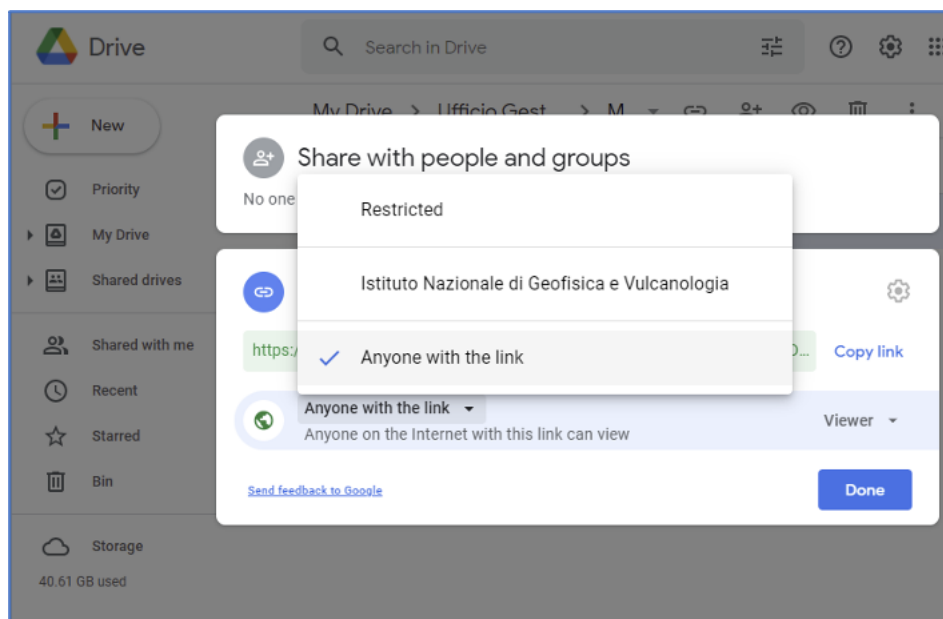 Drive
Search in Drive
New
My Drive > Ufficio Gest > M
Share with people and groups
No one
Priority
My Drive
Shared drives
Shared with me
Recent
Starred
Bin
Storage
40.61 GB used
Restricted
Istituto Nazionale di Geofisica e Vulcanologia
Anyone with the link
https:/ ... Copy link
Anyone with the link
Anyone on the Internet with this link can view
Viewer
Send feedback to Google
Done